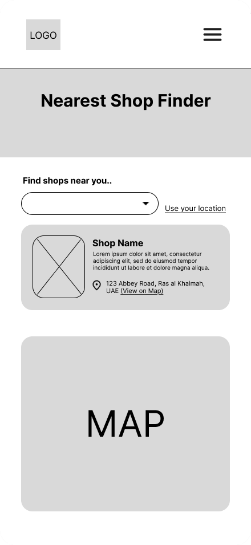 LOGO
Nearest Shop Finder
Find shops near you..
Use your location
Shop Name
Lorem ipsum dolor sit amet, consectetur
adipiscing elit, sed do eiusmod tempor
incididunt ut labore et dolore magna aliqua.
123 Abbey Road, Ras al Khaimah,
UAE (View on Map)
MAP